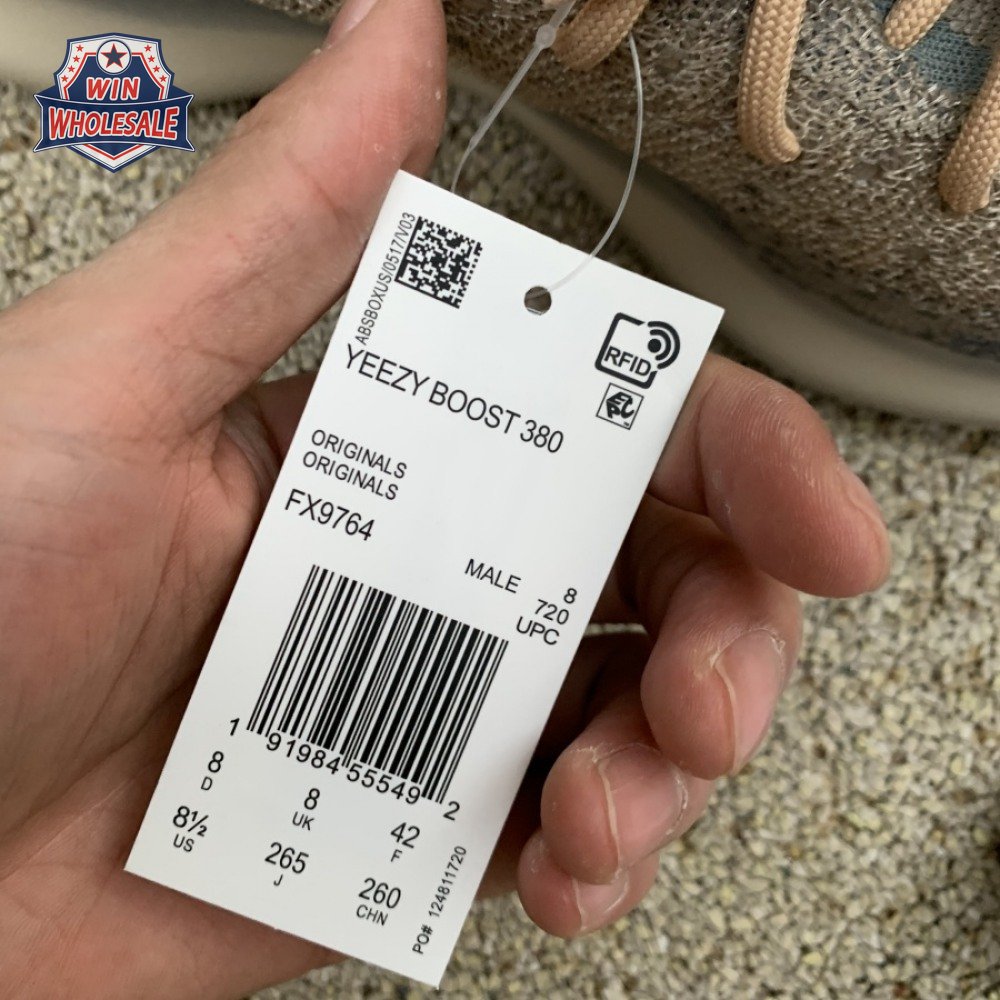 WIN
WHOLESALE
ABSBOXUS/0517/V03
RFID
EPC
YEEZY BOOST 380
ORIGINALS
ORIGINALS
FX9764
MALE 8
720
UPC
1 91984 55549 2
8
D
8
UK
42
F
8½
US
265
J
260
CHN
PO# 124811720